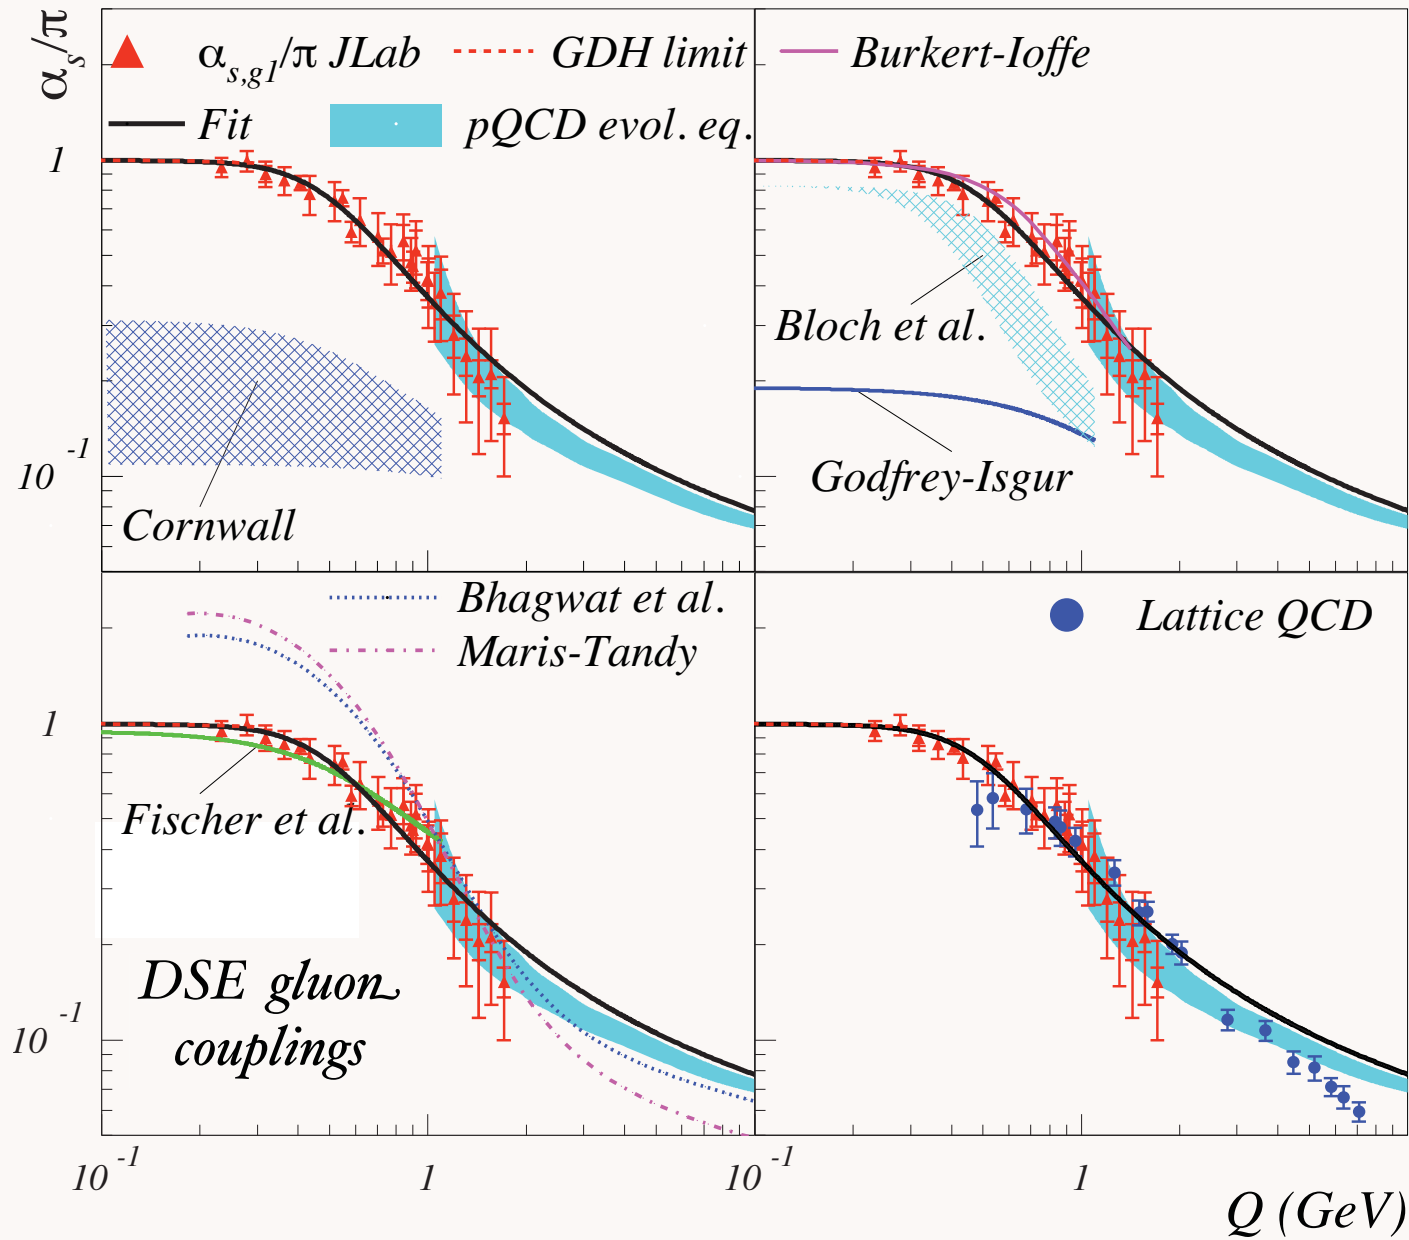 α_s/π
α_{s,g1}/π JLab
GDH limit
Burkert-Ioffe
Fit
pQCD evol. eq.
1
Bloch et al.
10^{-1}
Godfrey-Isgur
Cornwall
Bhagwat et al.
Lattice QCD
Maris-Tandy
1
Fischer et al.
DSE gluon
couplings
10^{-1}
10^{-1}
1
10^{-1}
1
Q (GeV)